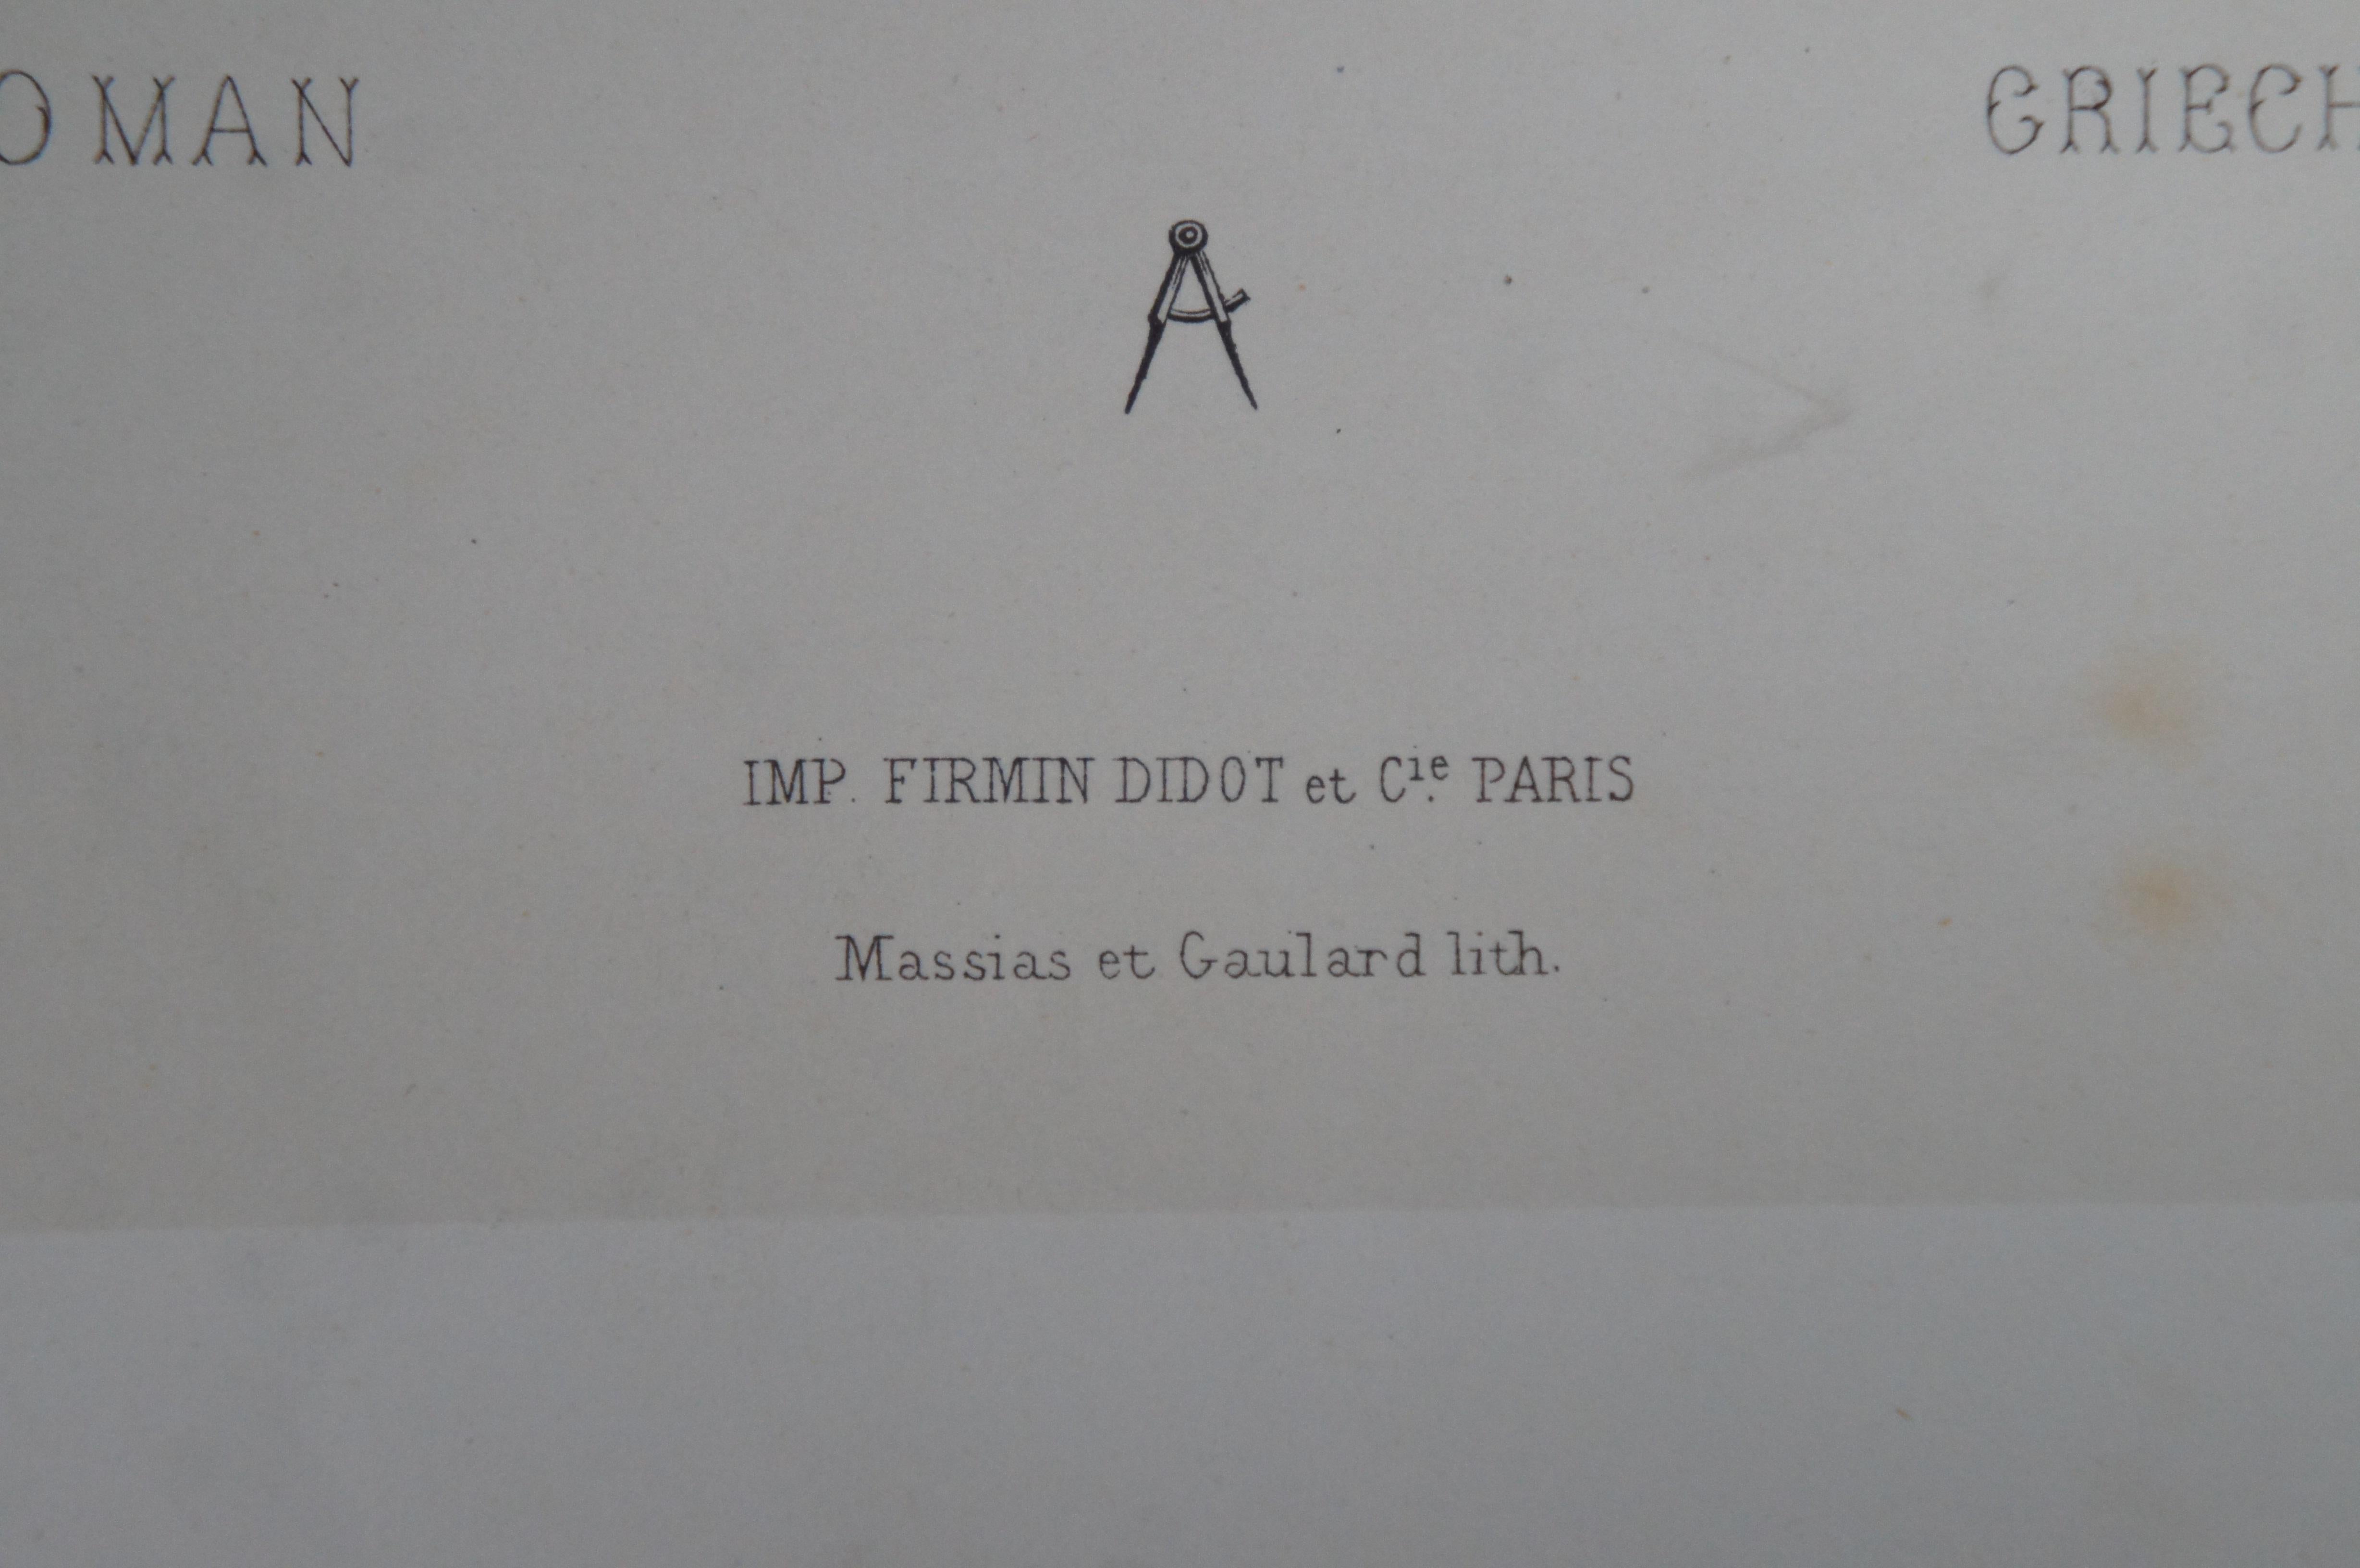 OMAN GRIECH
IMP. FIRMIN DIDOT et Cie. PARIS
Massias et Gaulard lith.